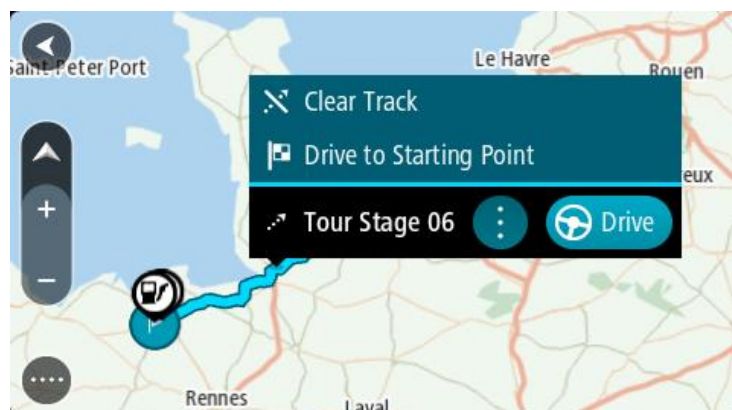 Saint Peter Port
Le Havre
Rouen
Clear Track
Drive to Starting Point
eux
Tour Stage 06
Drive
Rennes
Laval